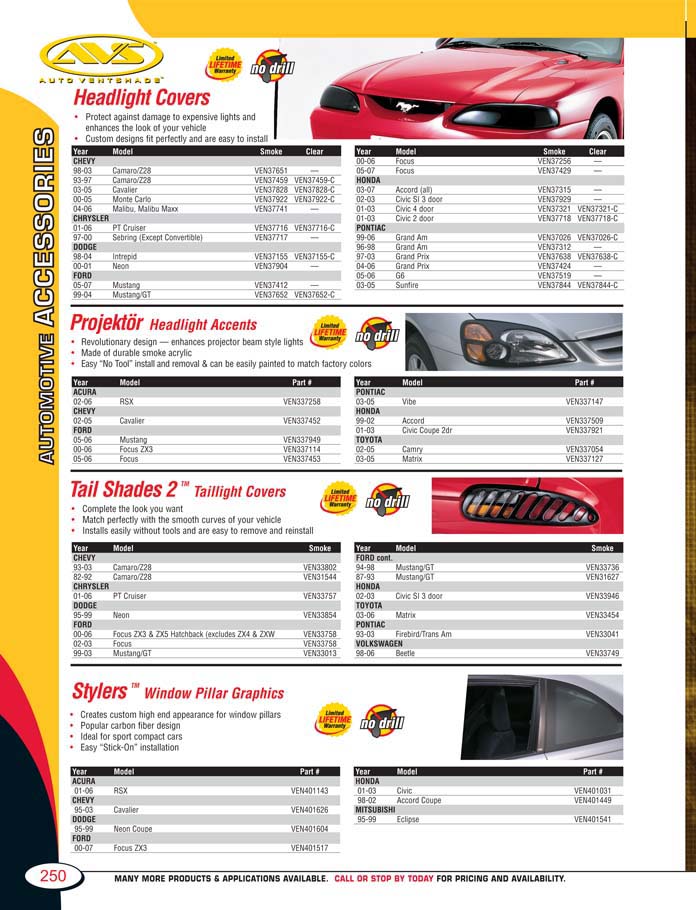 AVS
AUTO VENTSHADE™
Limited
LIFETIME
Warranty
no drill
AUTOMOTIVE ACCESSORIES
Headlight Covers
• Protect against damage to expensive lights and
enhances the look of your vehicle
• Custom designs fit perfectly and are easy to install
Year Model Smoke Clear
CHEVY
98-03 Camaro/Z28 VEN37651 —
93-97 Camaro/Z28 VEN37459 VEN37459-C
03-05 Cavalier VEN37828 VEN37828-C
00-05 Monte Carlo VEN37922 VEN37922-C
04-06 Malibu, Malibu Maxx VEN37741 —
CHRYSLER
01-06 PT Cruiser VEN37716 VEN37716-C
97-00 Sebring (Except Convertible) VEN37717 —
DODGE
98-04 Intrepid VEN37155 VEN37155-C
00-01 Neon VEN37904 —
FORD
05-07 Mustang VEN37412 —
99-04 Mustang/GT VEN37652 VEN37652-C
Year Model Smoke Clear
00-06 Focus VEN37256 —
05-07 Focus VEN37429 —
HONDA
03-07 Accord (all) VEN37315 —
02-03 Civic SI 3 door VEN37929 —
01-03 Civic 4 door VEN37321 VEN37321-C
01-03 Civic 2 door VEN37718 VEN37718-C
PONTIAC
99-06 Grand Am VEN37026 VEN37026-C
96-98 Grand Am VEN37312 —
97-03 Grand Prix VEN37638 VEN37638-C
04-06 Grand Prix VEN37424 —
05-06 G6 VEN37519 —
03-05 Sunfire VEN37844 VEN37844-C
Projektör Headlight Accents
Limited
LIFETIME
Warranty
no drill
• Revolutionary design — enhances projector beam style lights
• Made of durable smoke acrylic
• Easy “No Tool” install and removal & can be easily painted to match factory colors
Year Model Part #
ACURA
02-06 RSX VEN337258
CHEVY
02-05 Cavalier VEN337452
FORD
05-06 Mustang VEN337949
00-06 Focus ZX3 VEN337114
05-06 Focus VEN337453
Year Model Part #
PONTIAC
03-05 Vibe VEN337147
HONDA
99-02 Accord VEN337509
01-03 Civic Coupe 2dr VEN337921
TOYOTA
02-05 Camry VEN337054
03-05 Matrix VEN337127
Tail Shades 2™ Taillight Covers
Limited
LIFETIME
Warranty
no drill
• Complete the look you want
• Match perfectly with the smooth curves of your vehicle
• Installs easily without tools and are easy to remove and reinstall
Year Model Smoke
CHEVY
93-03 Camaro/Z28 VEN33802
82-92 Camaro/Z28 VEN31544
CHRYSLER
01-06 PT Cruiser VEN33757
DODGE
95-99 Neon VEN33854
FORD
00-06 Focus ZX3 & ZX5 Hatchback (excludes ZX4 & ZXW VEN33758
02-03 Focus VEN33758
99-03 Mustang/GT VEN33013
Year Model Smoke
FORD cont.
94-98 Mustang/GT VEN33736
87-93 Mustang/GT VEN31627
HONDA
02-03 Civic SI 3 door VEN33946
TOYOTA
03-06 Matrix VEN33454
PONTIAC
93-03 Firebird/Trans Am VEN33041
VOLKSWAGEN
98-06 Beetle VEN33749
Stylers™ Window Pillar Graphics
Limited
LIFETIME
Warranty
no drill
• Creates custom high end appearance for window pillars
• Popular carbon fiber design
• Ideal for sport compact cars
• Easy “Stick-On” installation
Year Model Part #
ACURA
01-06 RSX VEN401143
CHEVY
95-03 Cavalier VEN401626
DODGE
95-99 Neon Coupe VEN401604
FORD
00-07 Focus ZX3 VEN401517
Year Model Part #
HONDA
01-03 Civic VEN401031
98-02 Accord Coupe VEN401449
MITSUBISHI
95-99 Eclipse VEN401541
250
MANY MORE PRODUCTS & APPLICATIONS AVAILABLE. CALL OR STOP BY TODAY FOR PRICING AND AVAILABILITY.